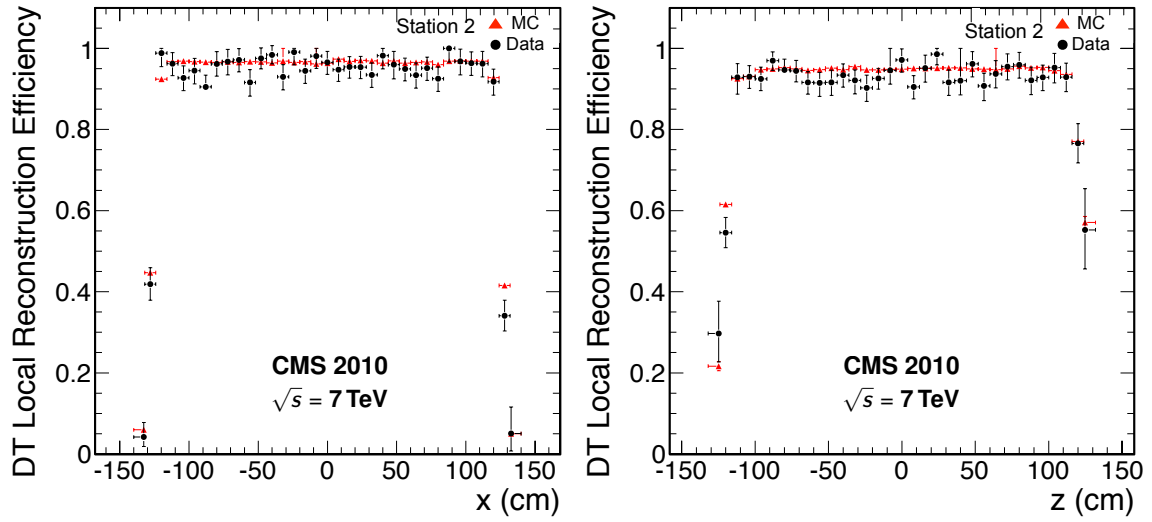 DT Local Reconstruction Efficiency
Station 2
MC
Data
1
0.8
0.6
0.4
0.2
0
CMS 2010
√s = 7 TeV
-150 -100 -50 0 50 100 150
x (cm)
DT Local Reconstruction Efficiency
Station 2
MC
Data
1
0.8
0.6
0.4
0.2
0
CMS 2010
√s = 7 TeV
-150 -100 -50 0 50 100 150
z (cm)